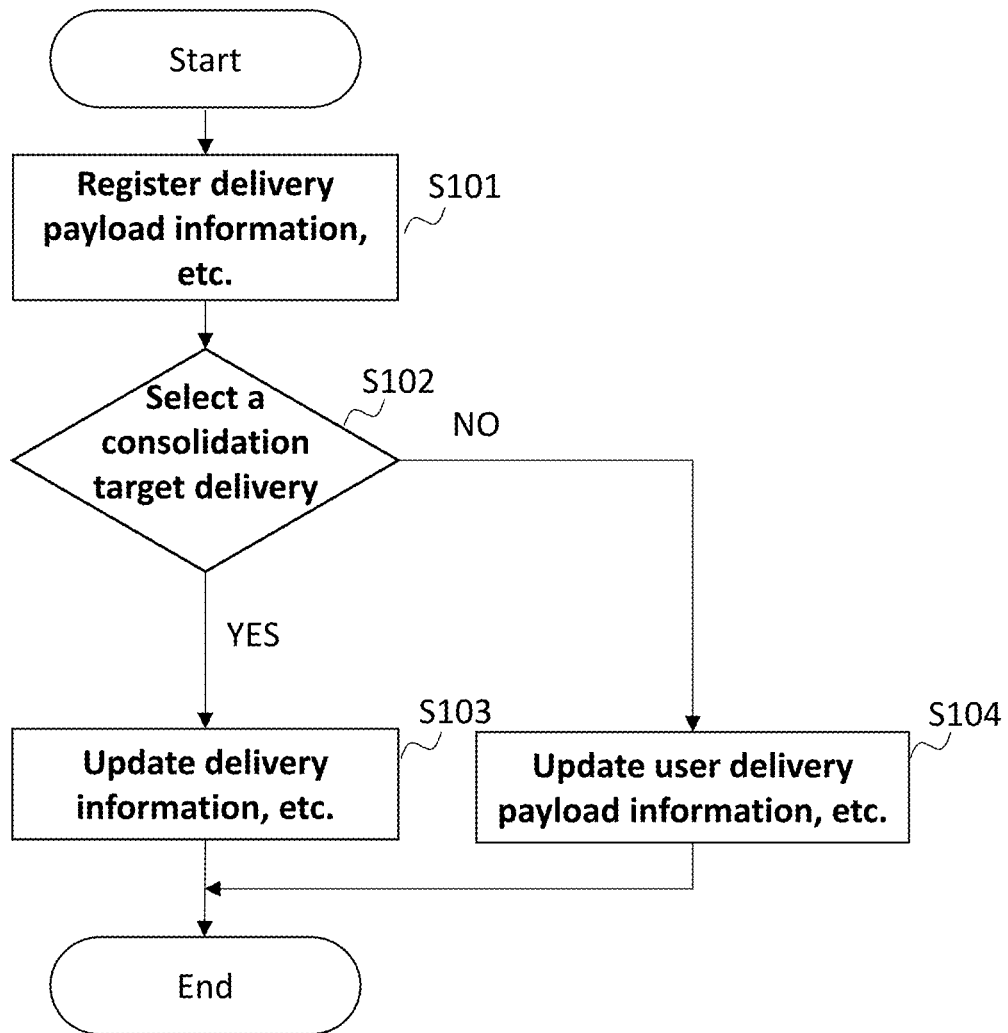 Start
Register delivery
payload information,
etc.
S101
Select a
consolidation
target delivery
S102
NO
YES
Update delivery
information, etc.
S103
Update user delivery
payload information, etc.
S104
End